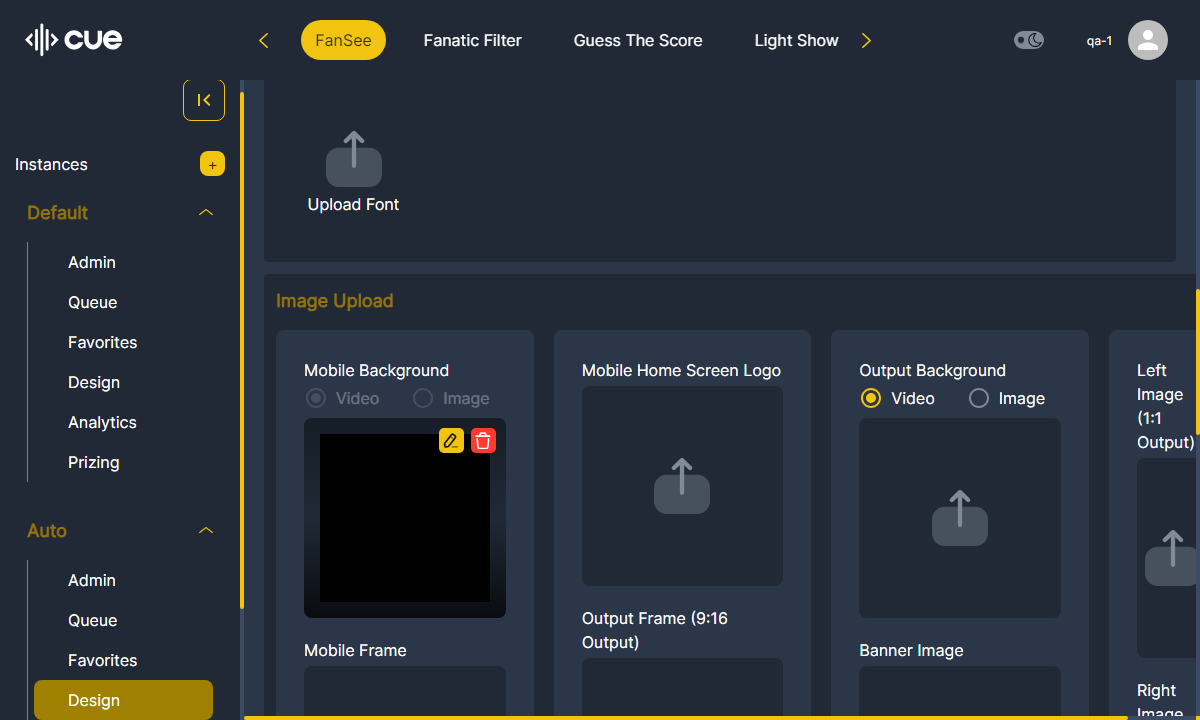 cue
FanSee
Fanatic Filter
Guess The Score
Light Show
qa-1
Instances
+
Default
Admin
Queue
Favorites
Design
Analytics
Prizing
Auto
Admin
Queue
Favorites
Design
Upload Font
Image Upload
Mobile Background
Video
Image
Mobile Frame
Mobile Home Screen Logo
Output Frame (9:16
Output)
Output Background
Video
Image
Banner Image
Left
Image
(1:1
Output)
Right
Image